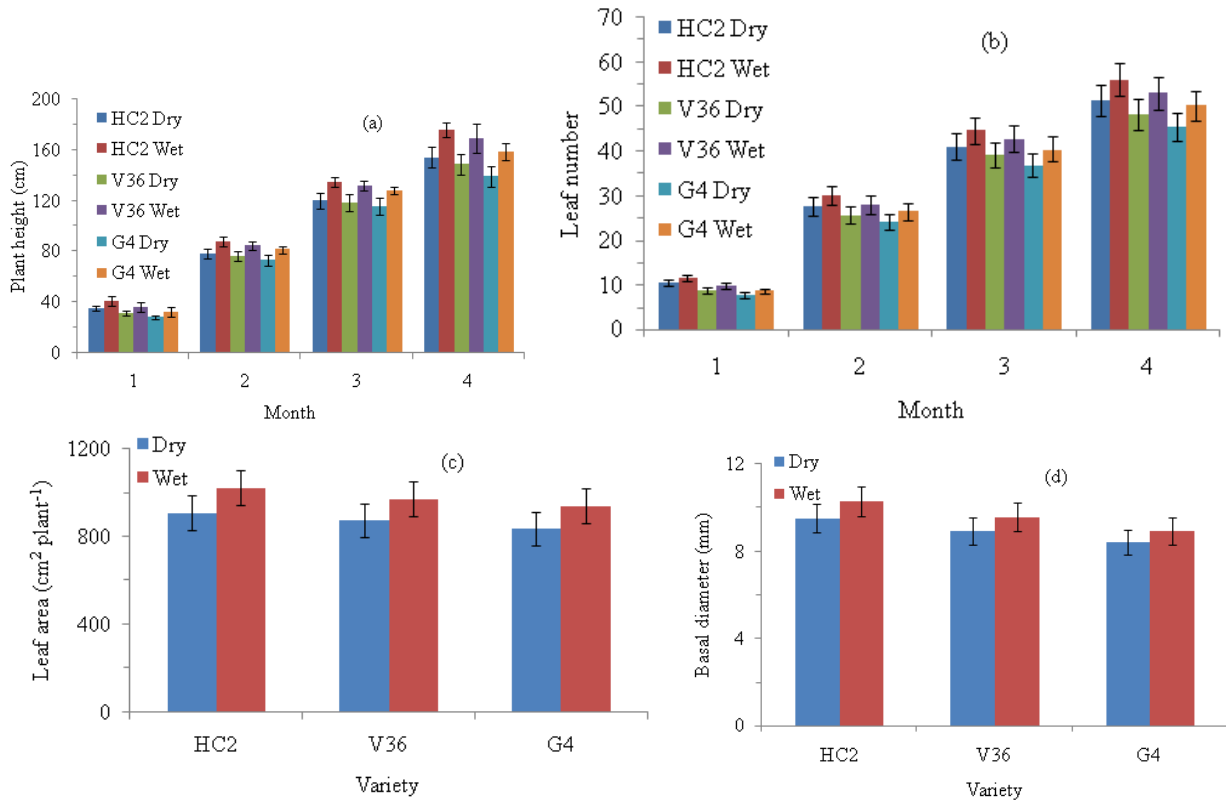 (a)
HC2 Dry
HC2 Wet
V36 Dry
V36 Wet
G4 Dry
G4 Wet
Plant height (cm)
200
160
120
80
40
0
1 2 3 4
Month
(b)
HC2 Dry
HC2 Wet
V36 Dry
V36 Wet
G4 Dry
G4 Wet
Leaf number
70
60
50
40
30
20
10
0
1 2 3 4
Month
(c)
Dry
Wet
Leaf area (cm² plant⁻¹)
1200
800
400
0
HC2 V36 G4
Variety
(d)
Dry
Wet
Basal diameter (mm)
12
8
4
0
HC2 V36 G4
Variety